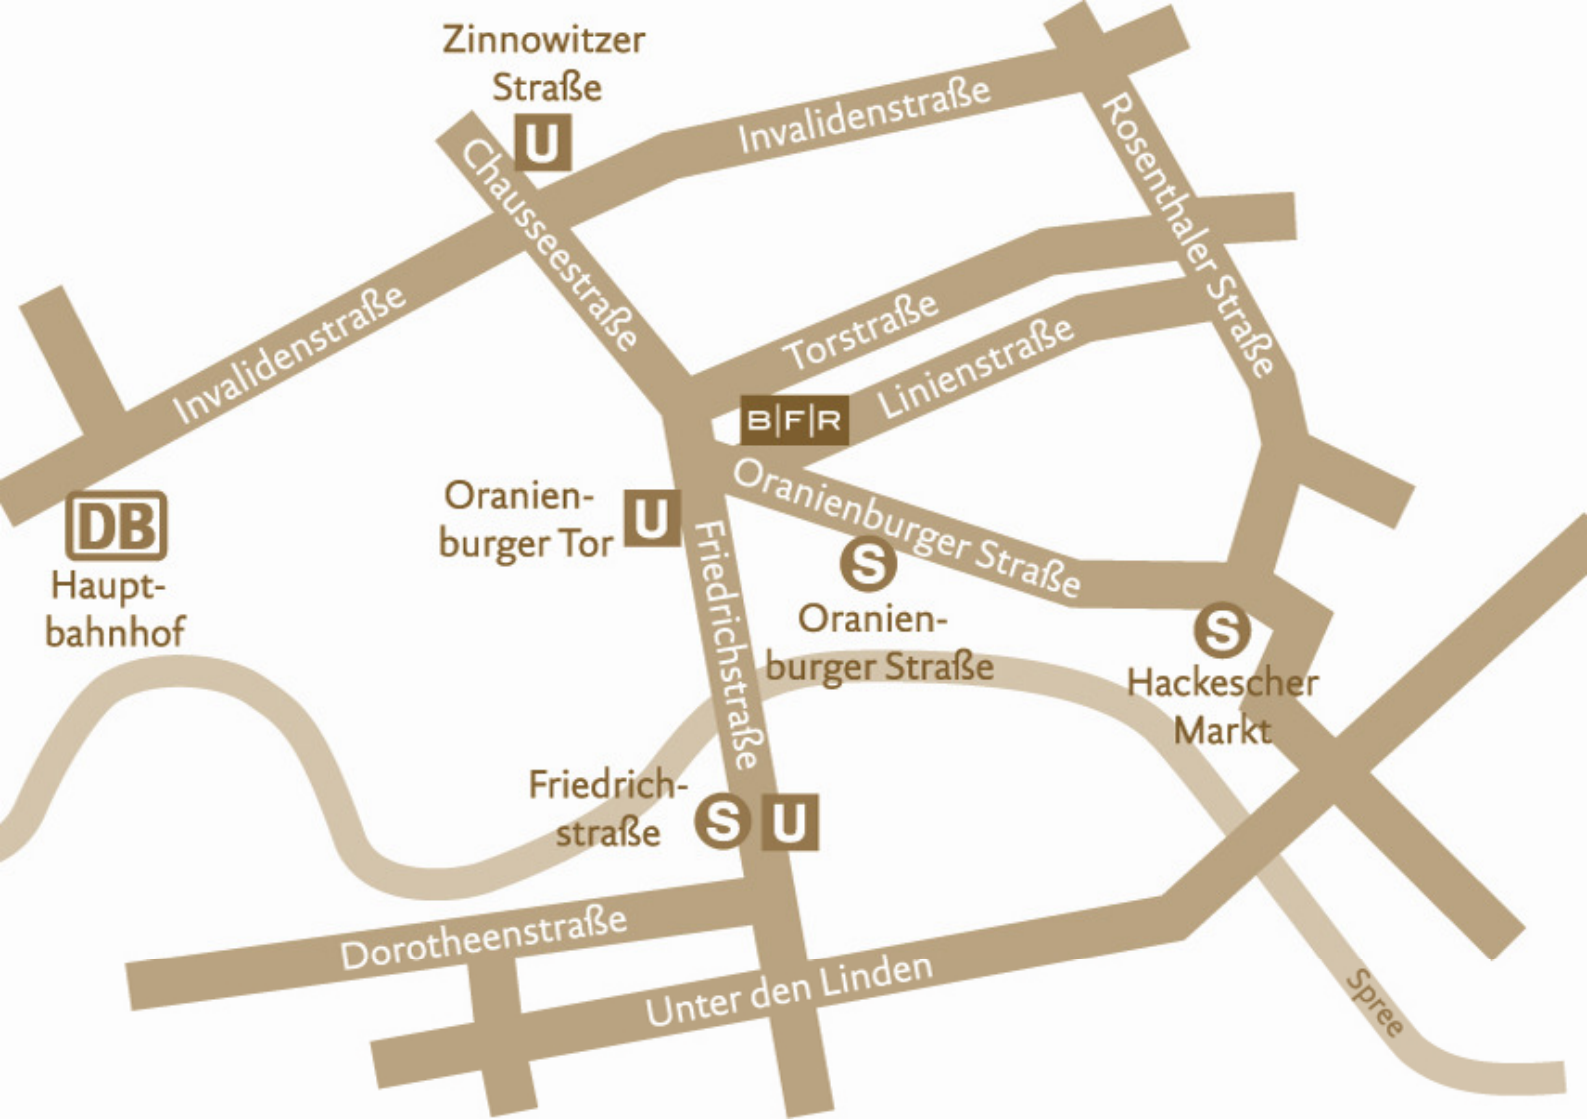 Zinnowitzer
Straße
U
Invalidenstraße
Rosenthaler Straße
Chausseestraße
Invalidenstraße
Torstraße
Linienstraße
B|F|R
Oranienburger Straße
Oranien-
burger Tor
U
DB
Haupt-
bahnhof
Friedrichstraße
S
Oranien-
burger Straße
S
Hackescher
Markt
Friedrich-
straße
S U
Dorotheenstraße
Unter den Linden
Spree